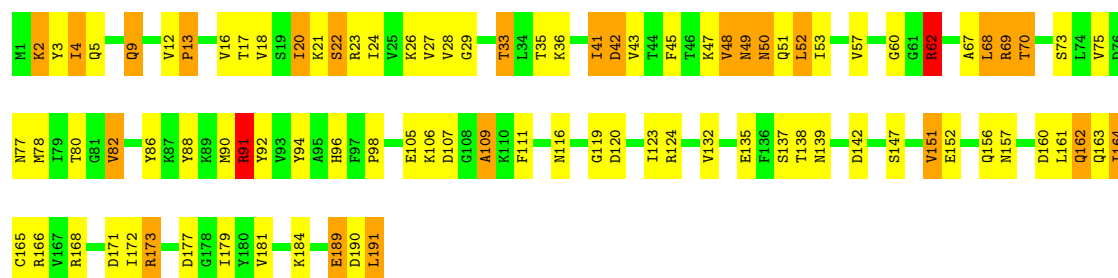 M1 K2 Y3 I4 Q5 Q9 V12 P13 V16 T17 V18 S19 I20 K21 S22 R23 I24 V25 K26 V27 V28 G29 T33 L34 T35 K36 I41 D42 V43 T44 F45 T46 K47 V48 N49 N50 Q51 L52 I53 V57 G60 G61 R62 A67 L68 R69 T70 S73 L74 V75
N77 M78 I79 T80 G81 V82 Y86 K87 Y88 K89 M90 R91 Y92 V93 Y94 A95 H96 F97 P98 E105 K106 D107 G108 A109 K110 F111 N116 G119 D120 I123 R124 V132 E135 F136 S137 T138 N139 D142 S147 V151 E152 Q156 N157 D160 L161 Q162 Q163 I164
C165 R166 V167 R168 D171 I172 R173 D177 G178 I179 Y180 V181 K184 E189 D190 L191